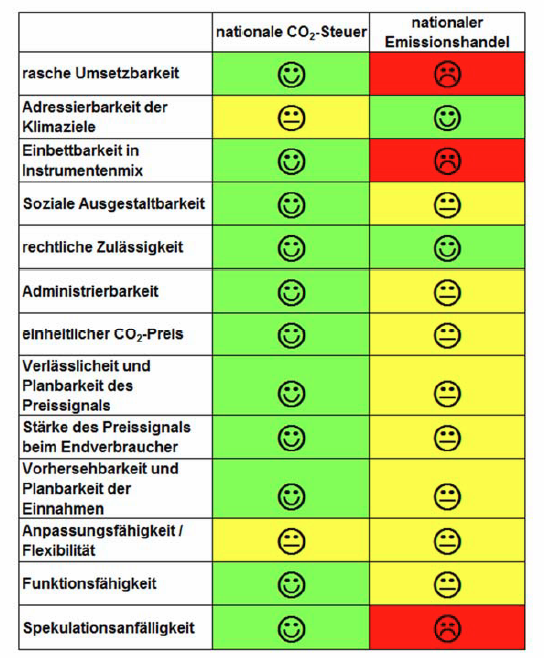 nationale CO₂-Steuer
nationaler
Emissionshandel
rasche Umsetzbarkeit
Adressierbarkeit der
Klimaziele
Einbettbarkeit in
Instrumentenmix
Soziale Ausgestaltbarkeit
rechtliche Zulässigkeit
Administrierbarkeit
einheitlicher CO₂-Preis
Verlässlicheit und
Planbarkeit des
Preissignals
Stärke des Preissignals
beim Endverbraucher
Vorhersehbarkeit und
Planbarkeit der
Einnahmen
Anpassungsfähigkeit /
Flexibilität
Funktionsfähigkeit
Spekulationsanfälligkeit